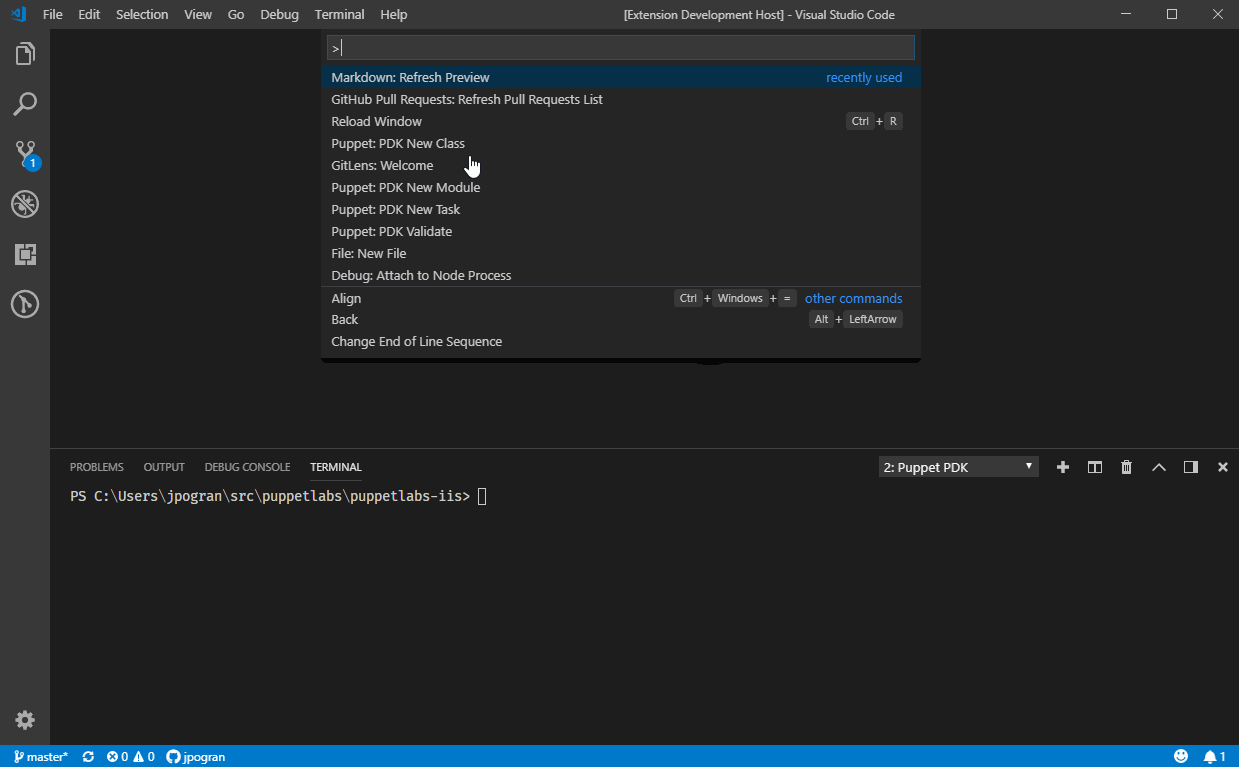 File Edit Selection View Go Debug Terminal Help [Extension Development Host] - Visual Studio Code
>
Markdown: Refresh Preview recently used
GitHub Pull Requests: Refresh Pull Requests List
Reload Window Ctrl + R
Puppet: PDK New Class
GitLens: Welcome
Puppet: PDK New Module
Puppet: PDK New Task
Puppet: PDK Validate
File: New File
Debug: Attach to Node Process
Align Ctrl + Windows + = other commands
Back Alt + LeftArrow
Change End of Line Sequence
1
PROBLEMS OUTPUT DEBUG CONSOLE TERMINAL 2: Puppet PDK
PS C:\Users\jpogran\src\puppetlabs\puppetlabs-iis>
master* 0 0 jpogran 1